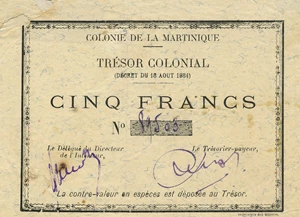 COLONIE DE LA MARTINIQUE
TRÉSOR COLONIAL
(DÉCRET DU 18 AOUT 1884)
CINQ FRANCS
No
Le Délégué du Directeur de l'Intérieur,
Le Trésorier-payeur,
La contre-valeur en espèces est déposée au Trésor.